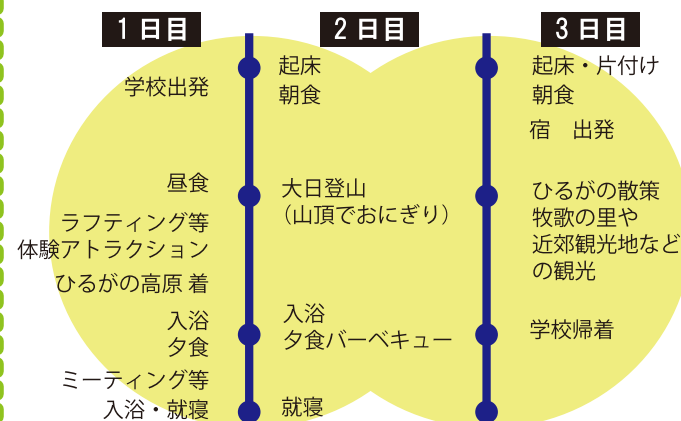 1日目
学校出発
昼食
ラフティング等
体験アトラクション
ひるがの高原 着
入浴
夕食
ミーティング等
入浴・就寝
2日目
起床
朝食
大日登山
（山頂でおにぎり）
入浴
夕食バーベキュー
就寝
3日目
起床・片付け
朝食
宿　出発
ひるがの散策
牧歌の里や
近郊観光地など
の観光
学校帰着